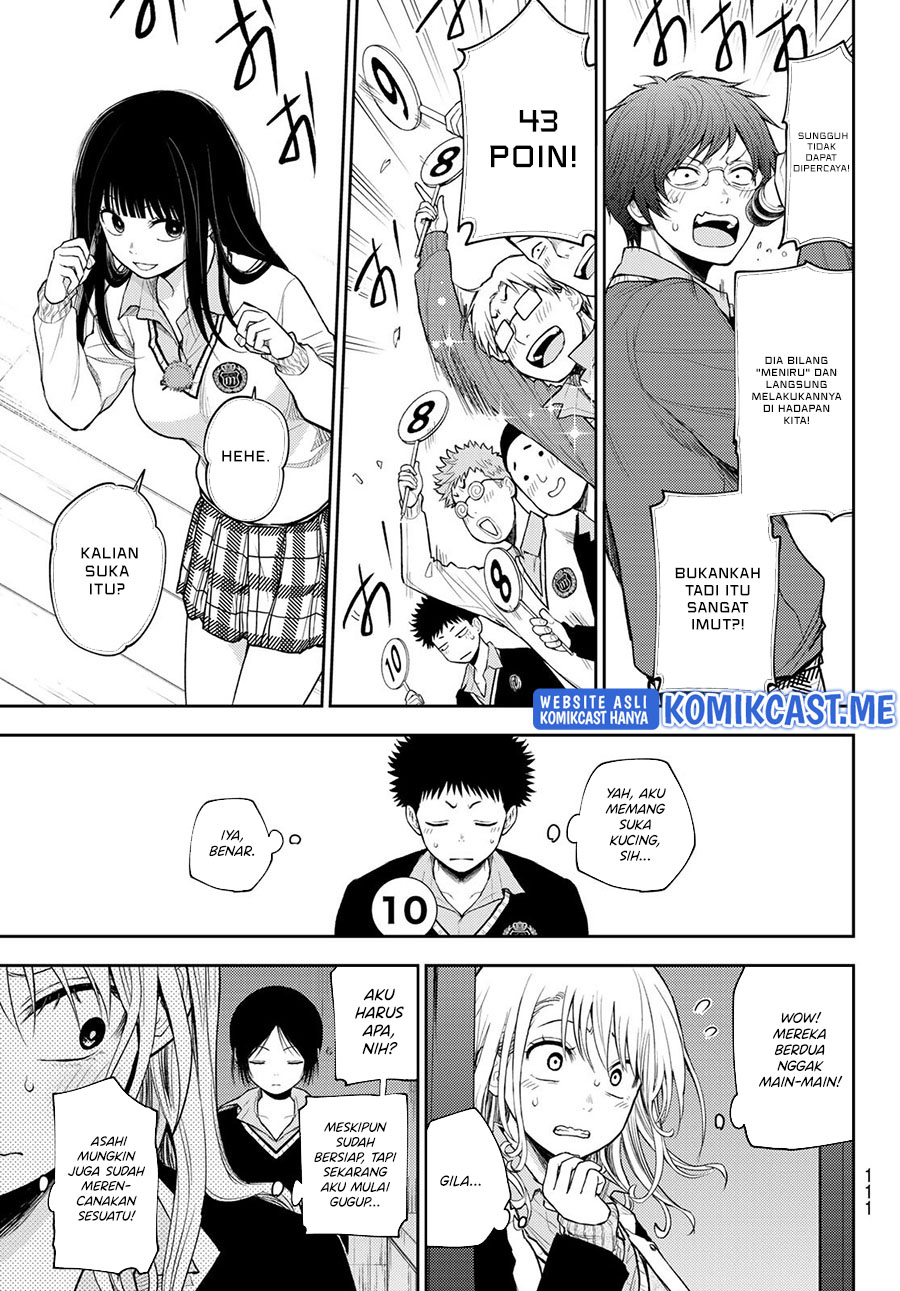 SUNGGUH
TIDAK
DAPAT
DIPERCAYA!
DIA BILANG
"MENIRU" DAN
LANGSUNG
MELAKUKANNYA
DI HADAPAN
KITA!
BUKANKAH
TADI ITU
SANGAT
IMUT?!
お
お
お
43
POIN!
9
8
8
8
10
お
お
お
お
お
お
HEHE.
KALIAN
SUKA
ITU?
WEBSITE ASLI
KOMIKCAST HANYA
KOMIKCAST.ME
YAH, AKU
MEMANG
SUKA
KUCING,
SIH...
IYA,
BENAR.
10
WOW!
MEREKA
BERDUA
NGGAK
MAIN-MAIN!
GILA...
AKU
HARUS
APA,
NIH?
MESKIPUN
SUDAH
BERSIAP, TAPI
SEKARANG
AKU MULAI
GUGUP...
ASAHI
MUNGKIN
JUGA SUDAH
MEREN-
CANAKAN
SESUATU!
111